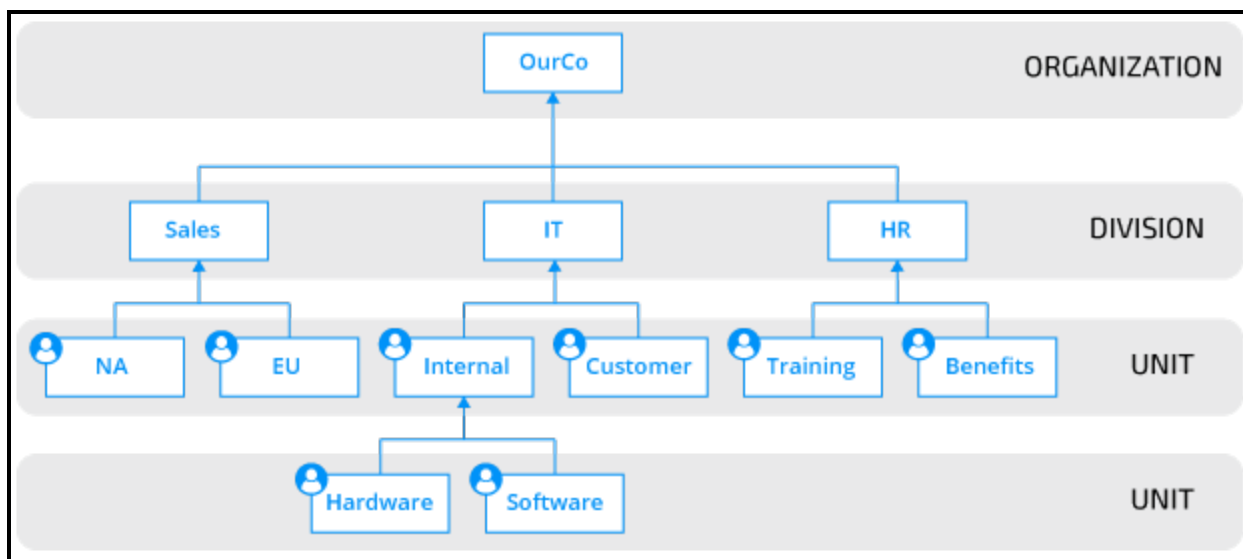 OurCo
ORGANIZATION
Sales
IT
HR
DIVISION
NA
EU
Internal
Customer
Training
Benefits
UNIT
Hardware
Software
UNIT